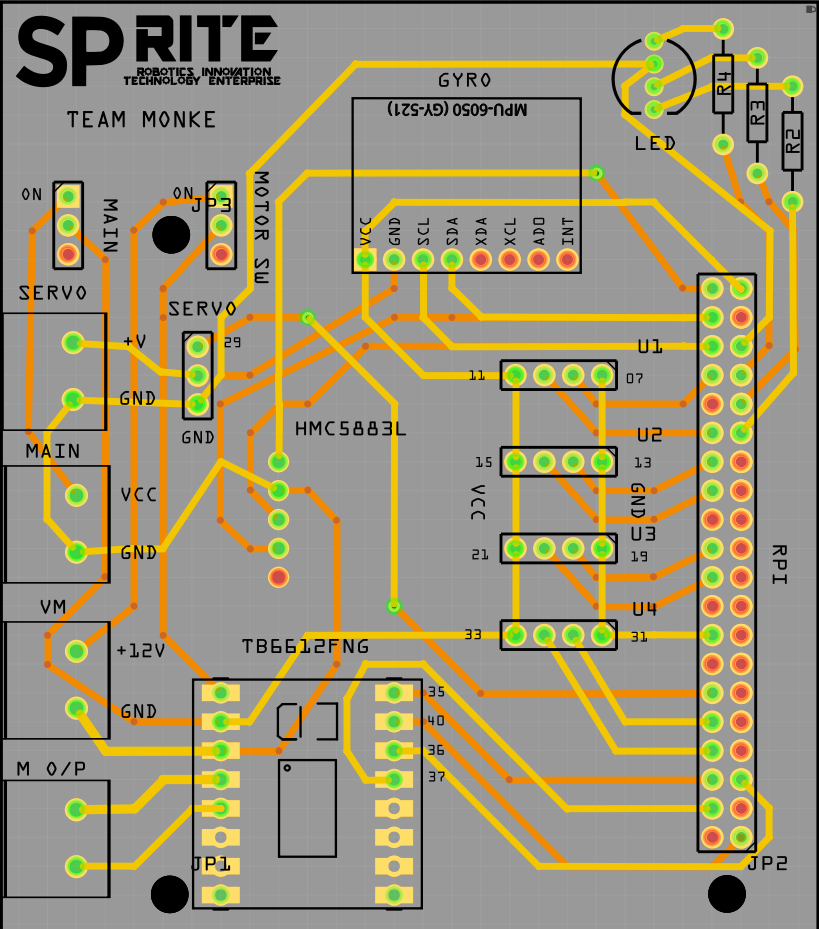 SPRITE
ROBOTICS INNOVATION
TECHNOLOGY ENTERPRISE
TEAM MONKE
GYRO
MPU-6050 (GY-521)
VCC
GND
SCL
SDA
XDA
XCL
ADO
INT
LED
R4
R3
R2
ON
MAIN
ON
JP3
MOTOR SW
SERVO
+V
GND
SERVO
29
GND
HMC5883L
MAIN
VCC
GND
VM
+12V
GND
M O/P
TB6612FNG
35
40
36
37
JP1
U1
11
07
U2
15
13
VCC
GND
U3
21
19
U4
33
31
RPI
JP2